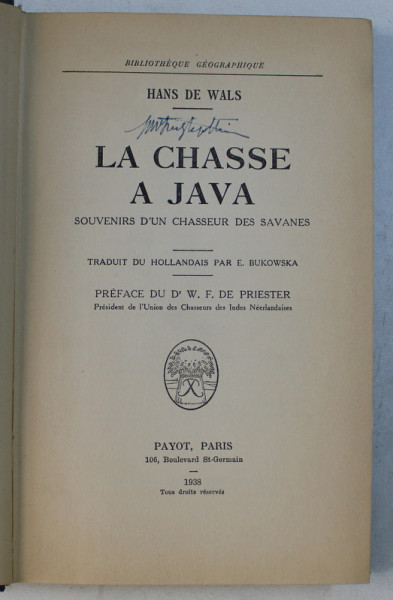 BIBLIOTHÈQUE GÉOGRAPHIQUE
HANS DE WALS
LA CHASSE
A JAVA
SOUVENIRS D'UN CHASSEUR DES SAVANES
TRADUIT DU HOLLANDAIS PAR E. BUKOWSKA
PRÉFACE DU Dr W. F. DE PRIESTER
Président de l'Union des Chasseurs des Indes Néerlandaises
PAYOT, PARIS
106, Boulevard St-Germain
1938
Tous droits réservés